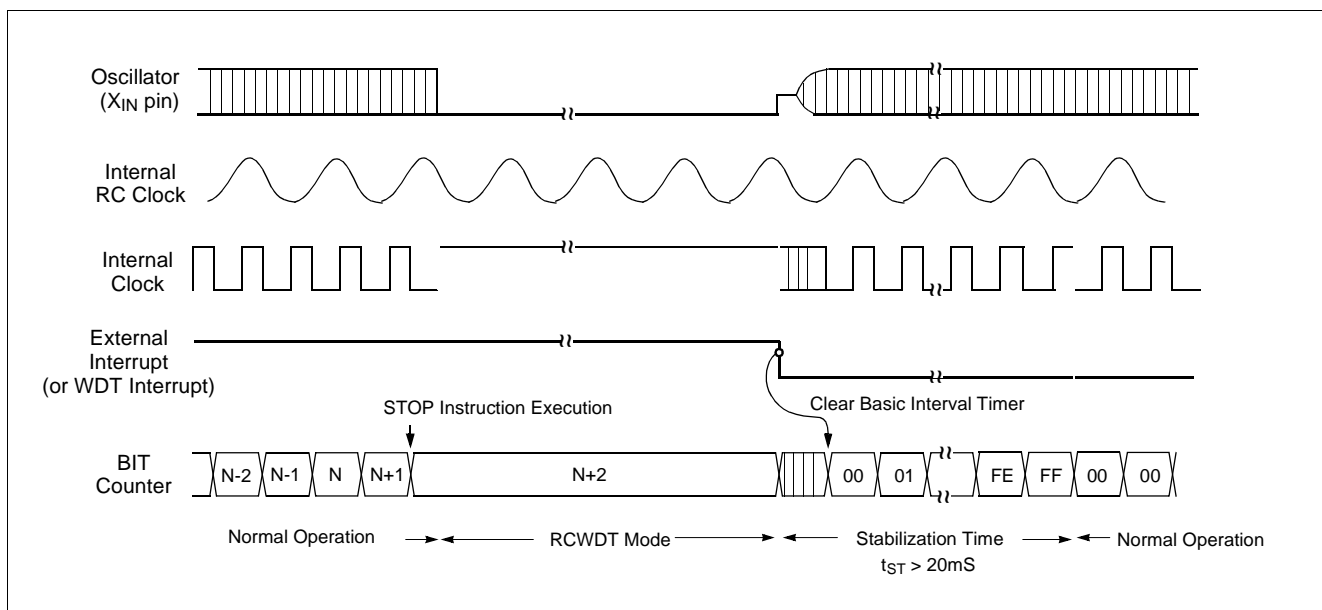 Oscillator
(XIN pin)
Internal
RC Clock
Internal
Clock
External
Interrupt
(or WDT Interrupt)
STOP Instruction Execution
Clear Basic Interval Timer
BIT
Counter
N-2 N-1 N N+1 N+2 00 01 FE FF 00 00
Normal Operation RCWDT Mode Stabilization Time Normal Operation
tST > 20mS